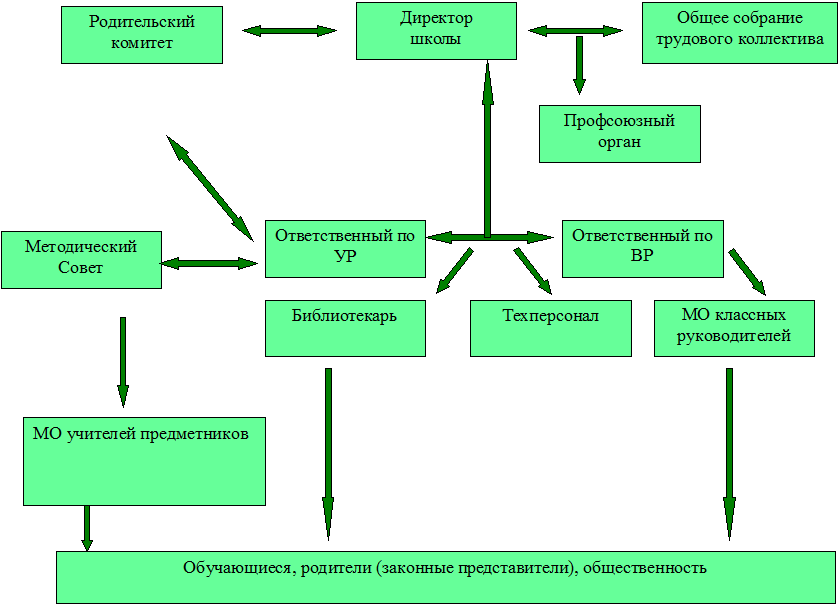 Родительский
комитет
Директор
школы
Общее собрание
трудового коллектива
Профсоюзный
орган
Методический
Совет
Ответственный по
УР
Ответственный по
ВР
Библиотекарь
Техперсонал
МО классных
руководителей
МО учителей предметников
Обучающиеся, родители (законные представители), общественность